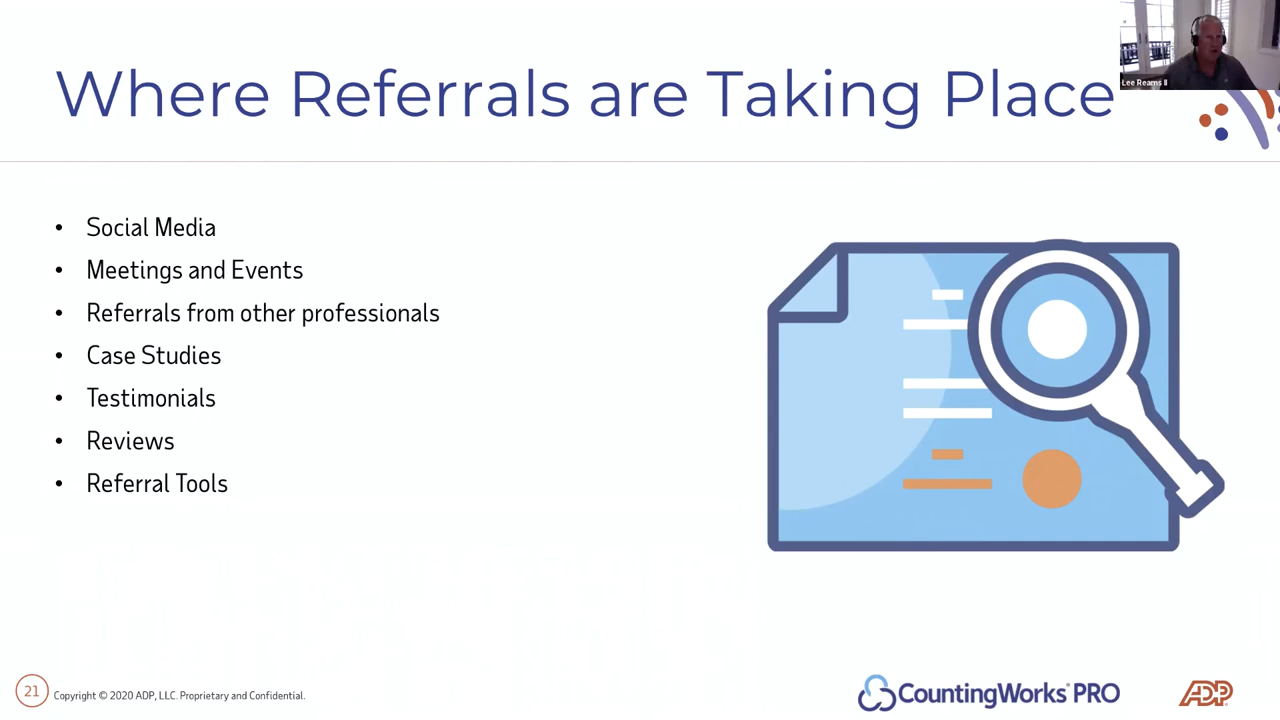 Where Referrals are Taking Place
Lee Reams II
• Social Media
• Meetings and Events
• Referrals from other professionals
• Case Studies
• Testimonials
• Reviews
• Referral Tools
21
Copyright © 2020 ADP, LLC. Proprietary and Confidential.
CountingWorks® PRO
ADP